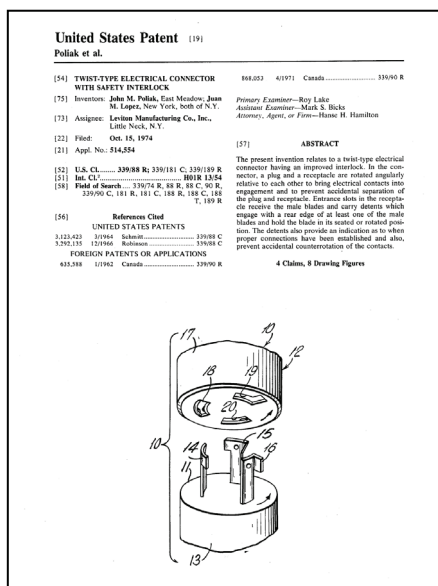 United States Patent [19]
Poliak et al.
[54] TWIST-TYPE ELECTRICAL CONNECTOR
WITH SAFETY INTERLOCK
[75] Inventors: John M. Poliak, East Meadow; Juan
M. Lopez, New York, both of N.Y.
[73] Assignee: Leviton Manufacturing Co., Inc.,
Little Neck, N.Y.
[22] Filed: Oct. 15, 1974
[21] Appl. No.: 514,554
[52] U.S. Cl. ........ 339/88 R; 339/181 C; 339/189 R
[51] Int. Cl.² ............................ H01R 13/54
[58] Field of Search .... 339/74 R, 88 R, 88 C, 90 R,
339/90 C, 181 R, 181 C, 188 R, 188 C, 188
T, 189 R
[56] References Cited
UNITED STATES PATENTS
3,123,423 3/1964 Schmitt ........................ 339/88 C
3,292,135 12/1966 Robinson ........................ 339/88 C
FOREIGN PATENTS OR APPLICATIONS
635,588 1/1962 Canada ........................ 339/90 R
868,053 4/1971 Canada ........................ 339/90 R
Primary Examiner—Roy Lake
Assistant Examiner—Mark S. Bicks
Attorney, Agent, or Firm—Hanse H. Hamilton
[57] ABSTRACT
The present invention relates to a twist-type electrical
connector having an improved interlock. In the con-
nector, a plug and a receptacle are rotated angularly
relative to each other to bring electrical contacts into
engagement and to prevent accidental separation of
the plug and receptacle. Entrance slots in the recepta-
cle receive the male blades and carry detents which
engage with a rear edge of at least one of the male
blades and hold the blade in its seated or rotated posi-
tion. The detents also provide an indication as to when
proper connections have been established and also,
prevent accidental counterrotation of the contacts.
4 Claims, 8 Drawing Figures
17
10
12
18
19
20
10
15
14
16
11
13